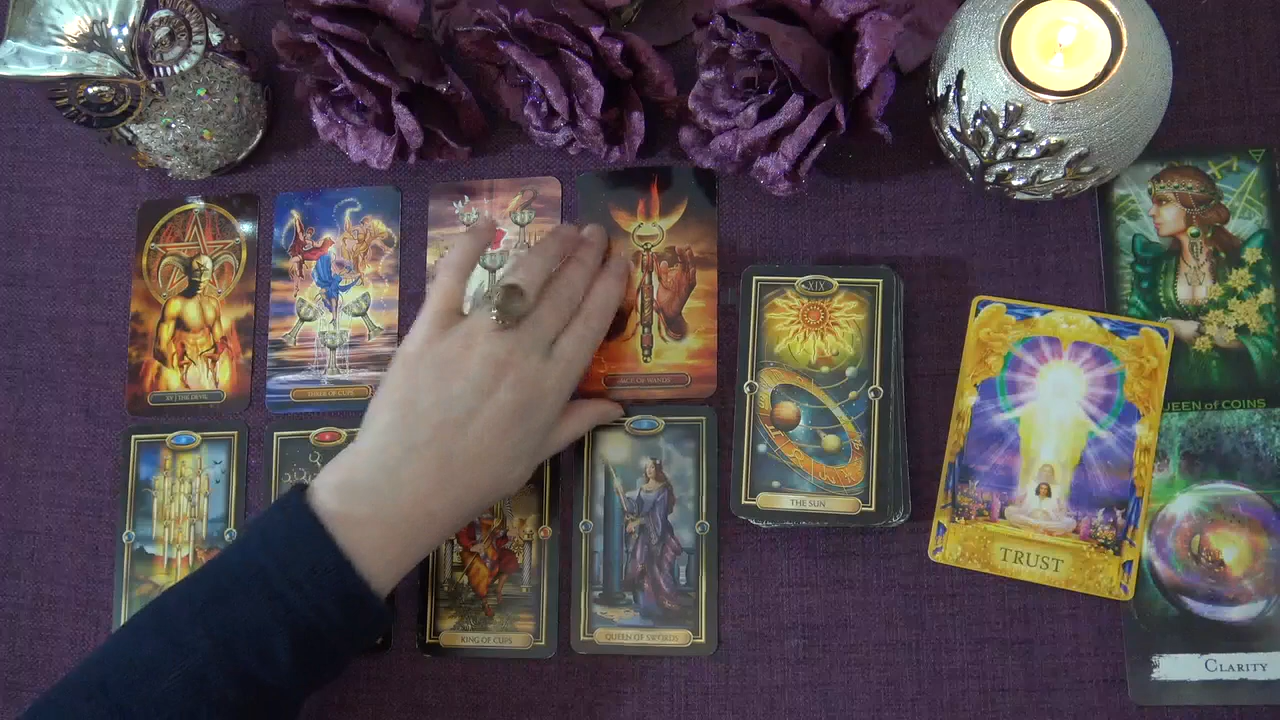 XV | THE DEVIL
THREE OF CUPS
ACE OF WANDS
XIX
THE SUN
KING OF CUPS
QUEEN OF SWORDS
TRUST
QUEEN OF COINS
CLARITY